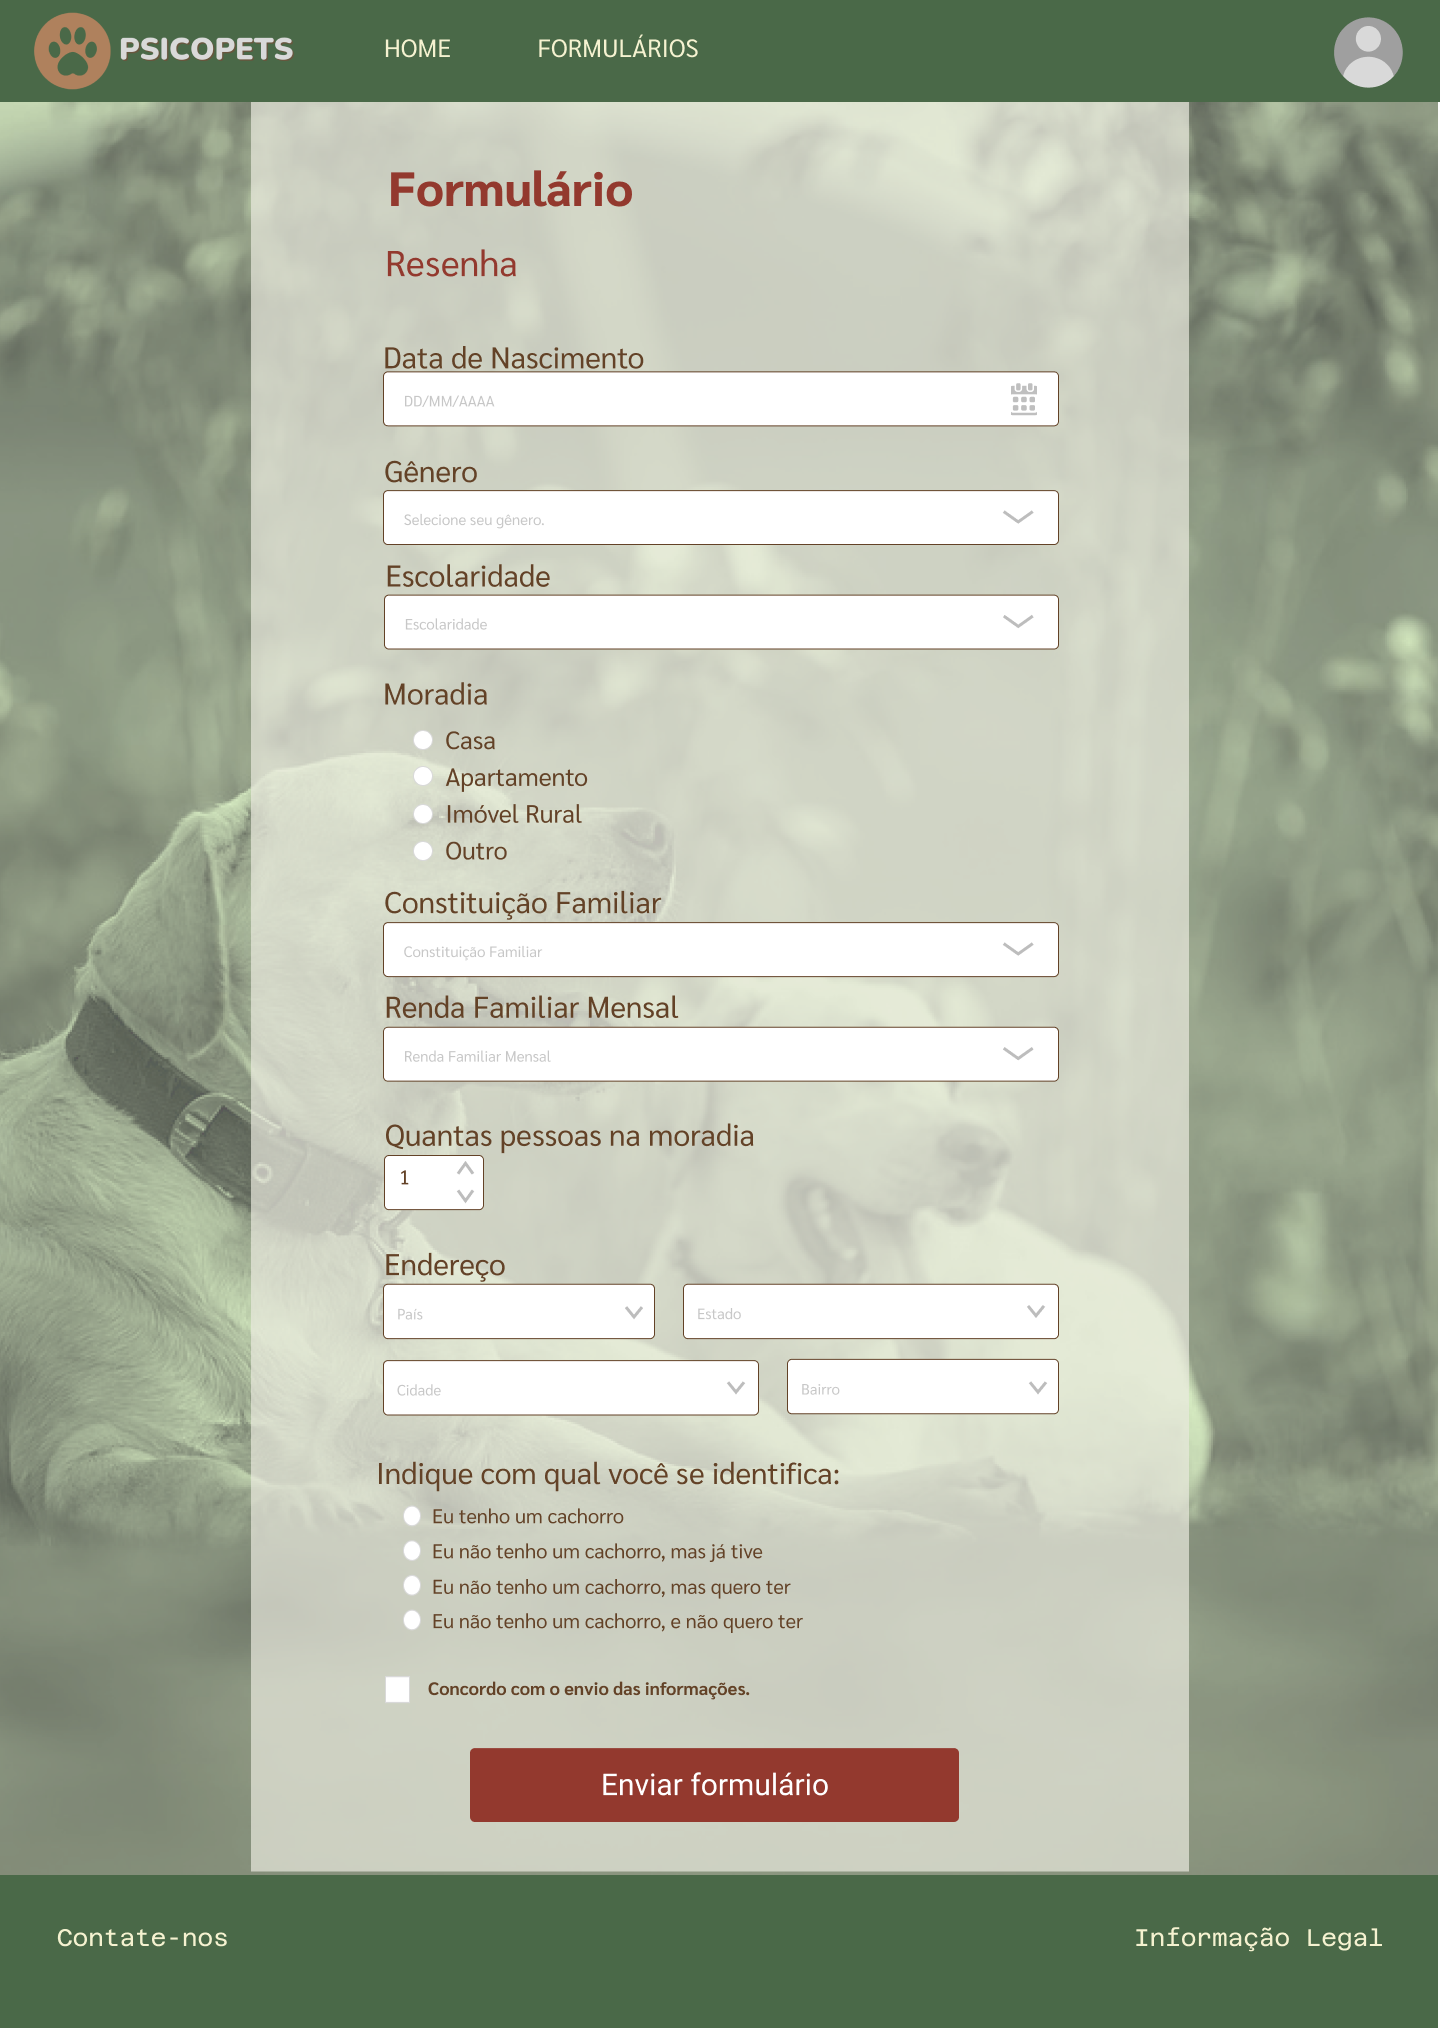 PSICOPETS
HOME
FORMULÁRIOS
Formulário
Resenha
Data de Nascimento
DD/MM/AAAA
Gênero
Selecione seu gênero.
Escolaridade
Escolaridade
Moradia
Casa
Apartamento
Imóvel Rural
Outro
Constituição Familiar
Constituição Familiar
Renda Familiar Mensal
Renda Familiar Mensal
Quantas pessoas na moradia
1
Endereço
País
Estado
Cidade
Bairro
Indique com qual você se identifica:
Eu tenho um cachorro
Eu não tenho um cachorro, mas já tive
Eu não tenho um cachorro, mas quero ter
Eu não tenho um cachorro, e não quero ter
Concordo com o envio das informações.
Enviar formulário
Contate-nos
Informação Legal